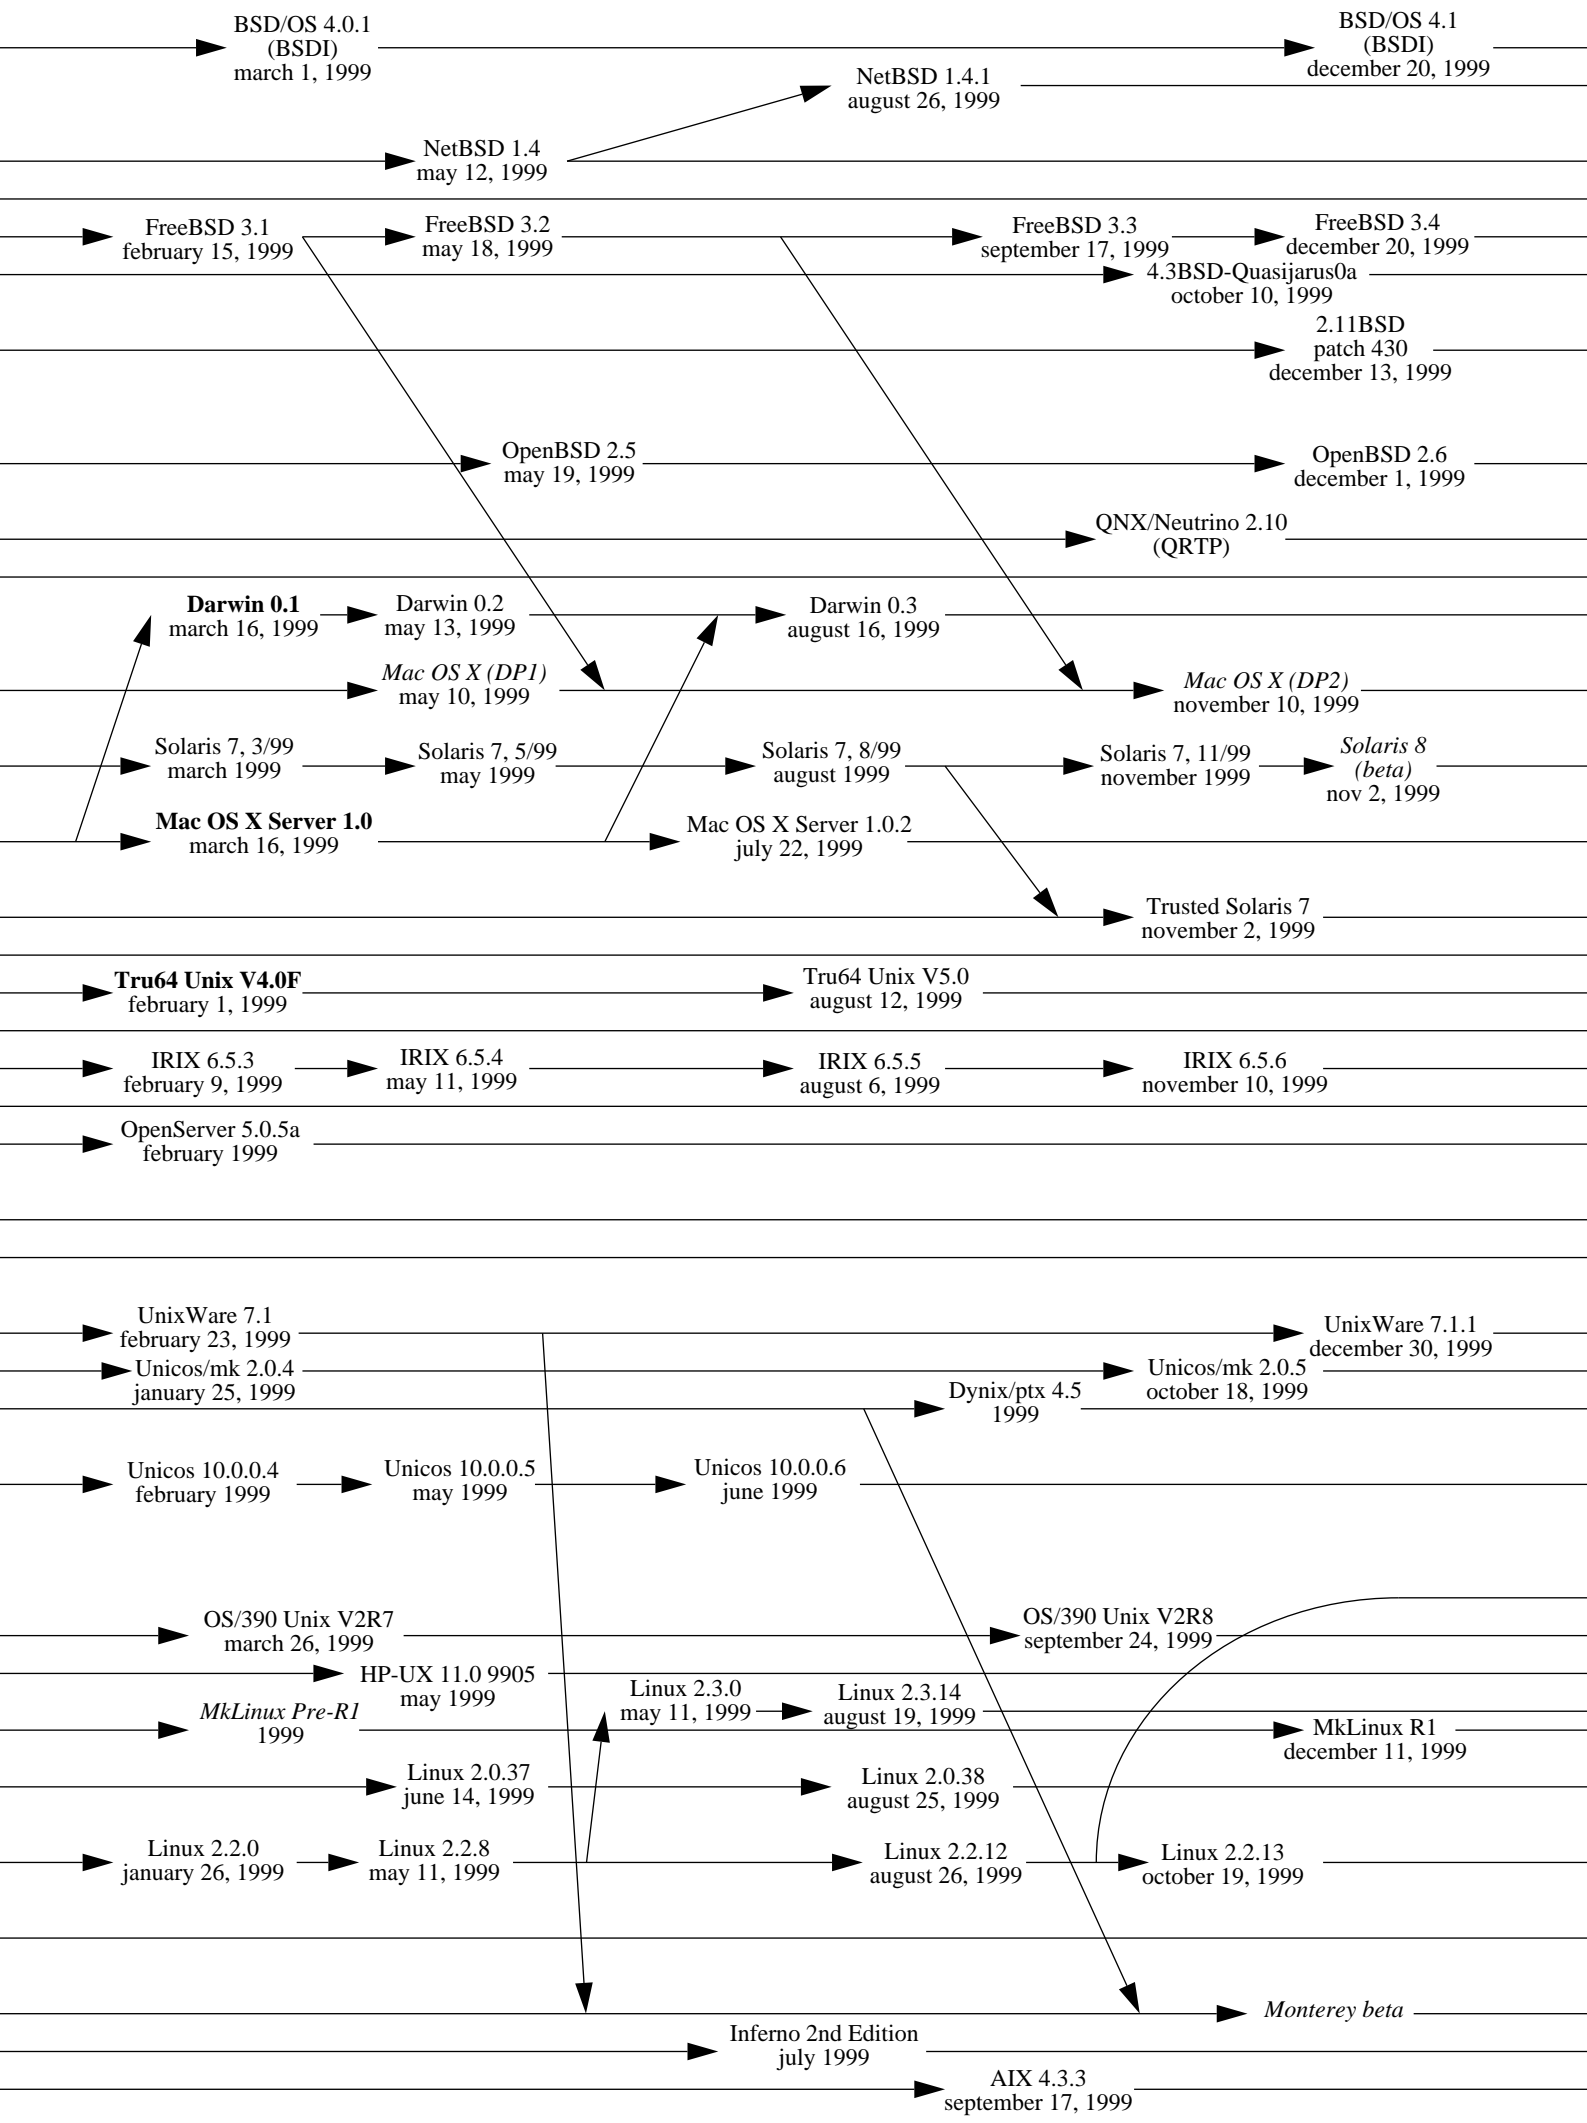 BSD/OS 4.0.1
(BSDI)
march 1, 1999
BSD/OS 4.1
(BSDI)
december 20, 1999
NetBSD 1.4.1
august 26, 1999
NetBSD 1.4
may 12, 1999
FreeBSD 3.1
february 15, 1999
FreeBSD 3.2
may 18, 1999
FreeBSD 3.3
september 17, 1999
FreeBSD 3.4
december 20, 1999
4.3BSD-Quasijarus0a
october 10, 1999
2.11BSD
patch 430
december 13, 1999
OpenBSD 2.5
may 19, 1999
OpenBSD 2.6
december 1, 1999
QNX/Neutrino 2.10
(QRTP)
Darwin 0.1
march 16, 1999
Darwin 0.2
may 13, 1999
Darwin 0.3
august 16, 1999
Mac OS X (DP1)
may 10, 1999
Mac OS X (DP2)
november 10, 1999
Solaris 7, 3/99
march 1999
Solaris 7, 5/99
may 1999
Solaris 7, 8/99
august 1999
Solaris 7, 11/99
november 1999
Solaris 8
(beta)
nov 2, 1999
Mac OS X Server 1.0
march 16, 1999
Mac OS X Server 1.0.2
july 22, 1999
Trusted Solaris 7
november 2, 1999
Tru64 Unix V4.0F
february 1, 1999
Tru64 Unix V5.0
august 12, 1999
IRIX 6.5.3
february 9, 1999
IRIX 6.5.4
may 11, 1999
IRIX 6.5.5
august 6, 1999
IRIX 6.5.6
november 10, 1999
OpenServer 5.0.5a
february 1999
UnixWare 7.1
february 23, 1999
UnixWare 7.1.1
december 30, 1999
Unicos/mk 2.0.4
january 25, 1999
Unicos/mk 2.0.5
october 18, 1999
Dynix/ptx 4.5
1999
Unicos 10.0.0.4
february 1999
Unicos 10.0.0.5
may 1999
Unicos 10.0.0.6
june 1999
OS/390 Unix V2R7
march 26, 1999
OS/390 Unix V2R8
september 24, 1999
HP-UX 11.0 9905
may 1999
Linux 2.3.0
may 11, 1999
Linux 2.3.14
august 19, 1999
MkLinux Pre-R1
1999
MkLinux R1
december 11, 1999
Linux 2.0.37
june 14, 1999
Linux 2.0.38
august 25, 1999
Linux 2.2.0
january 26, 1999
Linux 2.2.8
may 11, 1999
Linux 2.2.12
august 26, 1999
Linux 2.2.13
october 19, 1999
Monterey beta
Inferno 2nd Edition
july 1999
AIX 4.3.3
september 17, 1999